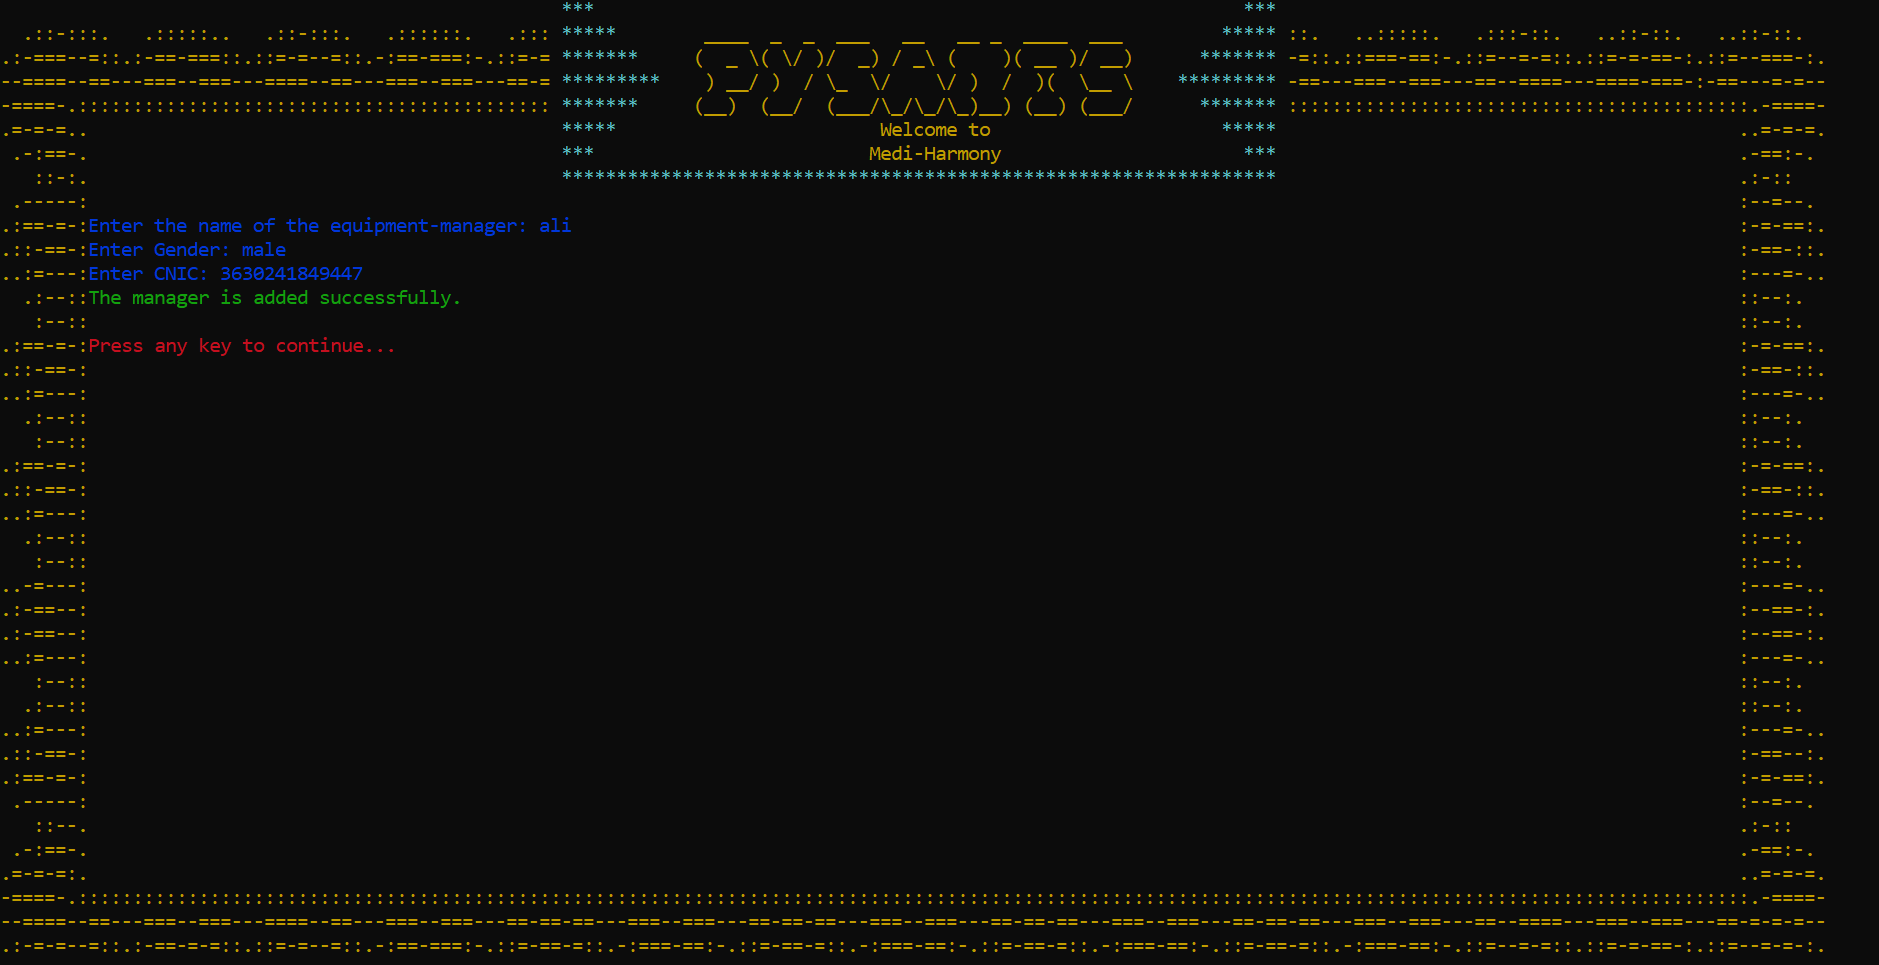 Welcome to
Medi-Harmony
Enter the name of the equipment-manager: ali
Enter Gender: male
Enter CNIC: 3630241849447
The manager is added successfully.
Press any key to continue...